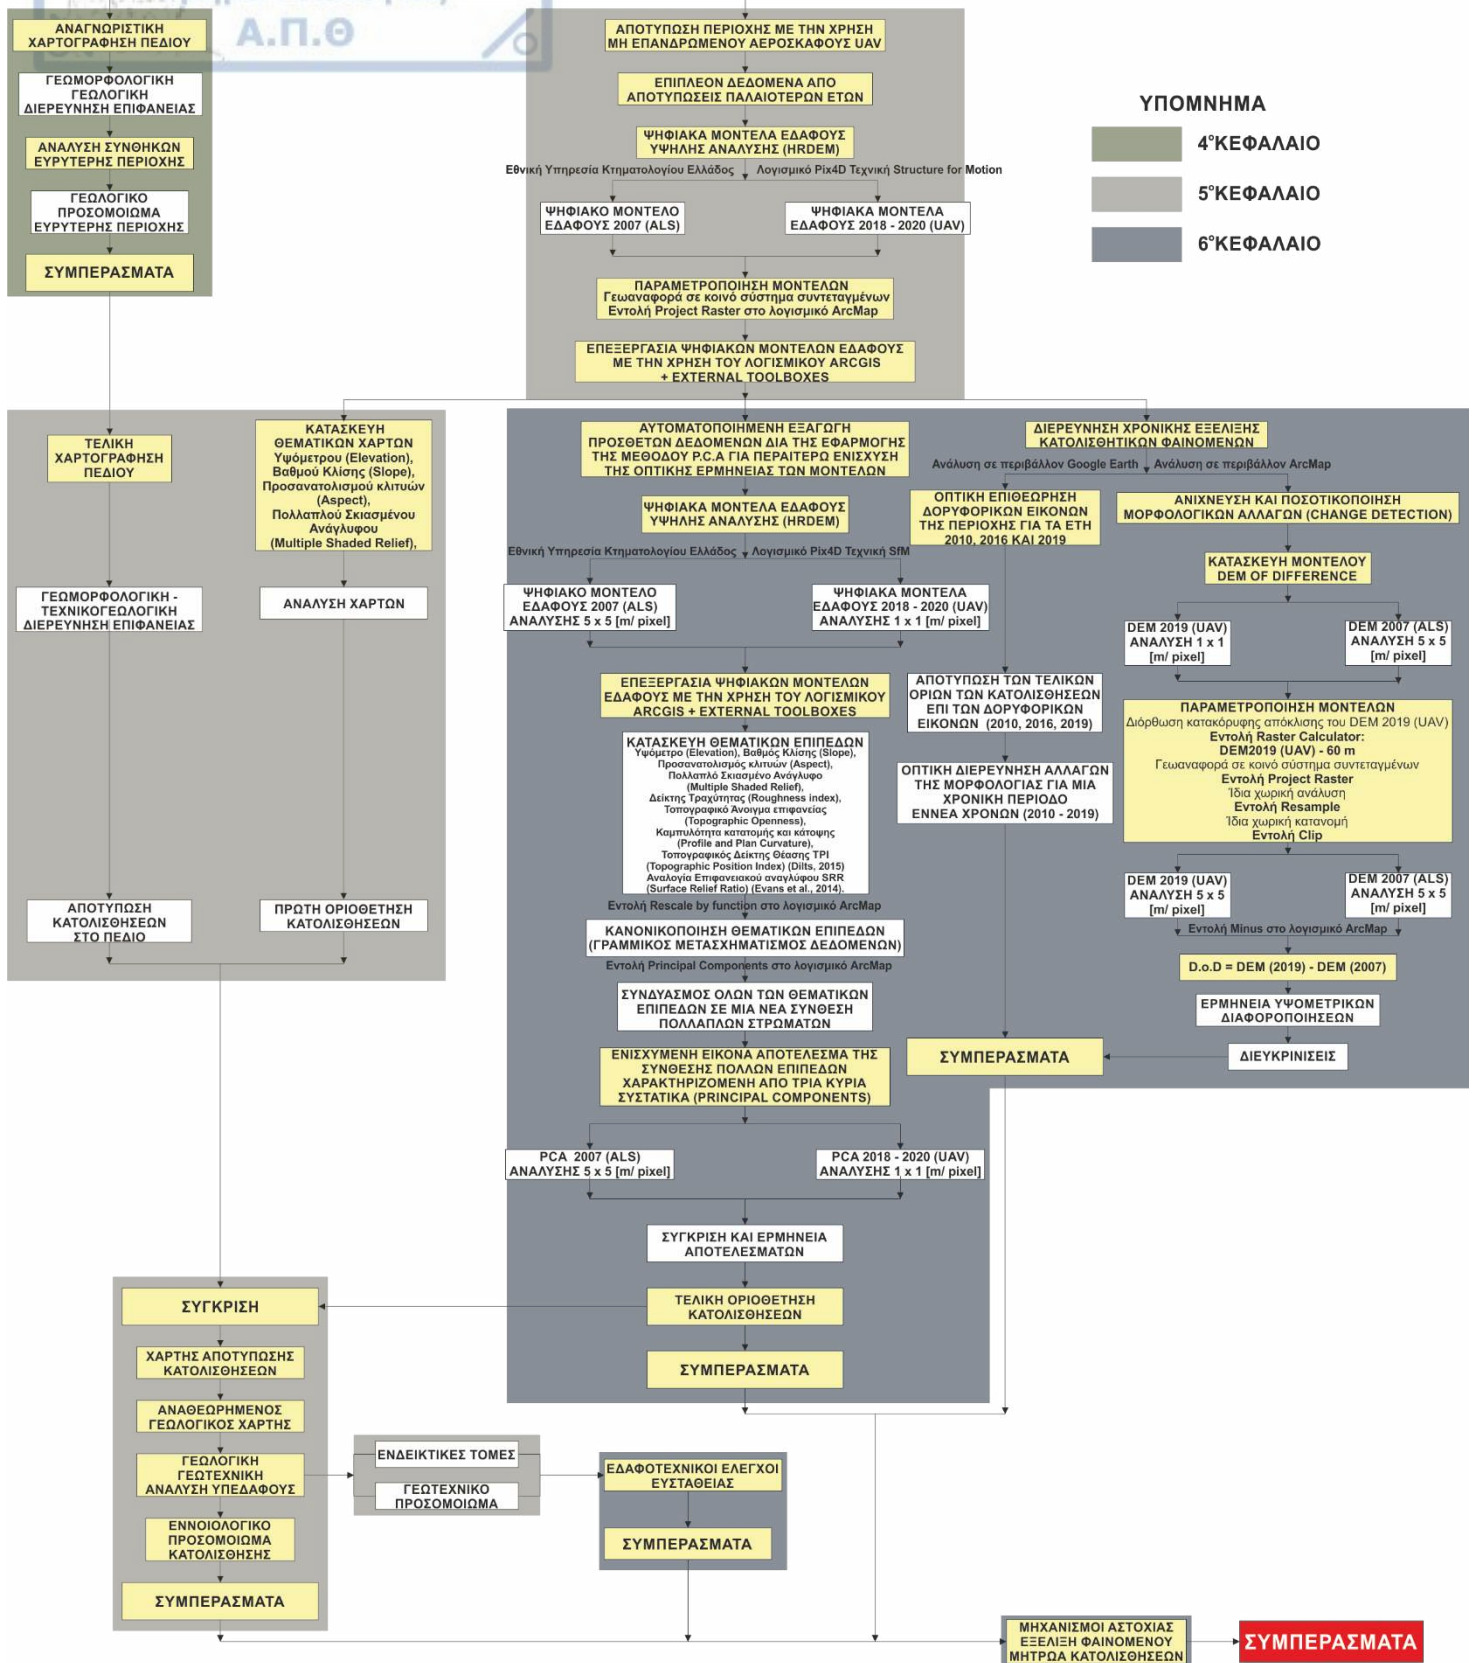 Α.Π.Θ
ΑΝΑΓΝΩΡΙΣΤΙΚΗ
ΧΑΡΤΟΓΡΑΦΗΣΗ ΠΕΔΙΟΥ
ΓΕΩΜΟΡΦΟΛΟΓΙΚΗ
ΓΕΩΛΟΓΙΚΗ
ΔΙΕΡΕΥΝΗΣΗ ΕΠΙΦΑΝΕΙΑΣ
ΑΝΑΛΥΣΗ ΣΥΝΘΗΚΩΝ
ΕΥΡΥΤΕΡΗΣ ΠΕΡΙΟΧΗΣ
ΓΕΩΛΟΓΙΚΟ
ΠΡΟΣΟΜΟΙΩΜΑ
ΕΥΡΥΤΕΡΗΣ ΠΕΡΙΟΧΗΣ
ΣΥΜΠΕΡΑΣΜΑΤΑ
ΑΠΟΤΥΠΩΣΗ ΠΕΡΙΟΧΗΣ ΜΕ ΤΗΝ ΧΡΗΣΗ
ΜΗ ΕΠΑΝΔΡΩΜΕΝΟΥ ΑΕΡΟΣΚΑΦΟΥΣ UAV
ΕΠΙΠΛΕΟΝ ΔΕΔΟΜΕΝΑ ΑΠΟ
ΑΠΟΤΥΠΩΣΕΙΣ ΠΑΛΑΙΟΤΕΡΩΝ ΕΤΩΝ
ΨΗΦΙΑΚΑ ΜΟΝΤΕΛΑ ΕΔΑΦΟΥΣ
ΥΨΗΛΗΣ ΑΝΑΛΥΣΗΣ (HRDEM)
Εθνική Υπηρεσία Κτηματολογίου Ελλάδος
Λογισμικό Pix4D Τεχνική Structure for Motion
ΨΗΦΙΑΚΟ ΜΟΝΤΕΛΟ
ΕΔΑΦΟΥΣ 2007 (ALS)
ΨΗΦΙΑΚΑ ΜΟΝΤΕΛΑ
ΕΔΑΦΟΥΣ 2018 - 2020 (UAV)
ΠΑΡΑΜΕΤΡΟΠΟΙΗΣΗ ΜΟΝΤΕΛΩΝ
Γεωαναφορά σε κοινό σύστημα συντεταγμένων
Εντολή Project Raster στο λογισμικό ArcMap
ΕΠΕΞΕΡΓΑΣΙΑ ΨΗΦΙΑΚΩΝ ΜΟΝΤΕΛΩΝ ΕΔΑΦΟΥΣ
ΜΕ ΤΗΝ ΧΡΗΣΗ ΤΟΥ ΛΟΓΙΣΜΙΚΟΥ ARCGIS
+ EXTERNAL TOOLBOXES
ΥΠΟΜΝΗΜΑ
4°ΚΕΦΑΛΑΙΟ
5°ΚΕΦΑΛΑΙΟ
6°ΚΕΦΑΛΑΙΟ
ΤΕΛΙΚΗ
ΧΑΡΤΟΓΡΑΦΗΣΗ
ΠΕΔΙΟΥ
ΓΕΩΜΟΡΦΟΛΟΓΙΚΗ -
ΤΕΧΝΙΚΟΓΕΩΛΟΓΙΚΗ
ΔΙΕΡΕΥΝΗΣΗ ΕΠΙΦΑΝΕΙΑΣ
ΑΠΟΤΥΠΩΣΗ
ΚΑΤΟΛΙΣΘΗΣΕΩΝ
ΣΤΟ ΠΕΔΙΟ
ΚΑΤΑΣΚΕΥΗ
ΘΕΜΑΤΙΚΩΝ ΧΑΡΤΩΝ
Υψόμετρου (Elevation),
Βαθμού Κλίσης (Slope),
Προσανατολισμού κλιτυών
(Aspect),
Πολλαπλού Σκιασμένου
Ανάγλυφου
(Multiple Shaded Relief),
ΑΝΑΛΥΣΗ ΧΑΡΤΩΝ
ΠΡΩΤΗ ΟΡΙΟΘΕΤΗΣΗ
ΚΑΤΟΛΙΣΘΗΣΕΩΝ
ΑΥΤΟΜΑΤΟΠΟΙΗΜΕΝΗ ΕΞΑΓΩΓΗ
ΠΡΟΣΘΕΤΩΝ ΔΕΔΟΜΕΝΩΝ ΔΙΑ ΤΗΣ ΕΦΑΡΜΟΓΗΣ
ΤΗΣ ΜΕΘΟΔΟΥ P.C.A ΓΙΑ ΠΕΡΑΙΤΕΡΩ ΕΝΙΣΧΥΣΗ
ΤΗΣ ΟΠΤΙΚΗΣ ΕΡΜΗΝΕΙΑΣ ΤΩΝ ΜΟΝΤΕΛΩΝ
ΨΗΦΙΑΚΑ ΜΟΝΤΕΛΑ ΕΔΑΦΟΥΣ
ΥΨΗΛΗΣ ΑΝΑΛΥΣΗΣ (HRDEM)
Εθνική Υπηρεσία Κτηματολογίου Ελλάδος
Λογισμικό Pix4D Τεχνική SfM
ΨΗΦΙΑΚΟ ΜΟΝΤΕΛΟ
ΕΔΑΦΟΥΣ 2007 (ALS)
ΑΝΑΛΥΣΗΣ 5 x 5 [m/ pixel]
ΨΗΦΙΑΚΑ ΜΟΝΤΕΛΑ
ΕΔΑΦΟΥΣ 2018 - 2020 (UAV)
ΑΝΑΛΥΣΗΣ 1 x 1 [m/ pixel]
ΕΠΕΞΕΡΓΑΣΙΑ ΨΗΦΙΑΚΩΝ ΜΟΝΤΕΛΩΝ
ΕΔΑΦΟΥΣ ΜΕ ΤΗΝ ΧΡΗΣΗ ΤΟΥ ΛΟΓΙΣΜΙΚΟΥ
ARCGIS + EXTERNAL TOOLBOXES
ΚΑΤΑΣΚΕΥΗ ΘΕΜΑΤΙΚΩΝ ΕΠΙΠΕΔΩΝ
Υψόμετρο (Elevation), Βαθμός Κλίσης (Slope),
Προσανατολισμός κλιτυών (Aspect),
Πολλαπλό Σκιασμένο Ανάγλυφο
(Multiple Shaded Relief),
Δείκτης Τραχύτητας (Roughness index),
Τοπογραφικό Άνοιγμα επιφανείας
(Topographic Openness),
Καμπυλότητα κατατομής και κάτοψης
(Profile and Plan Curvature),
Τοπογραφικός Δείκτης Θέασης TPI
(Topographic Position Index) (Dilts, 2015)
Αναλογία Επιφανειακού αναγλύφου SRR
(Surface Relief Ratio) (Evans et al., 2014).
Εντολή Rescale by function στο λογισμικό ArcMap
ΚΑΝΟΝΙΚΟΠΟΙΗΣΗ ΘΕΜΑΤΙΚΩΝ ΕΠΙΠΕΔΩΝ
(ΓΡΑΜΜΙΚΟΣ ΜΕΤΑΣΧΗΜΑΤΙΣΜΟΣ ΔΕΔΟΜΕΝΩΝ)
Εντολή Principal Components στο λογισμικό ArcMap
ΣΥΝΔΥΑΣΜΟΣ ΟΛΩΝ ΤΩΝ ΘΕΜΑΤΙΚΩΝ
ΕΠΙΠΕΔΩΝ ΣΕ ΜΙΑ ΝΕΑ ΣΥΝΘΕΣΗ
ΠΟΛΛΑΠΛΩΝ ΣΤΡΩΜΑΤΩΝ
ΕΝΙΣΧΥΜΕΝΗ ΕΙΚΟΝΑ ΑΠΟΤΕΛΕΣΜΑ ΤΗΣ
ΣΥΝΘΕΣΗΣ ΠΟΛΛΩΝ ΕΠΙΠΕΔΩΝ
ΧΑΡΑΚΤΗΡΙΖΟΜΕΝΗ ΑΠΟ ΤΡΙΑ ΚΥΡΙΑ
ΣΥΣΤΑΤΙΚΑ (PRINCIPAL COMPONENTS)
PCA 2007 (ALS)
ΑΝΑΛΥΣΗΣ 5 x 5 [m/ pixel]
PCA 2018 - 2020 (UAV)
ΑΝΑΛΥΣΗΣ 1 x 1 [m/ pixel]
ΣΥΓΚΡΙΣΗ ΚΑΙ ΕΡΜΗΝΕΙΑ
ΑΠΟΤΕΛΕΣΜΑΤΩΝ
ΤΕΛΙΚΗ ΟΡΙΟΘΕΤΗΣΗ
ΚΑΤΟΛΙΣΘΗΣΕΩΝ
ΣΥΜΠΕΡΑΣΜΑΤΑ
ΔΙΕΡΕΥΝΗΣΗ ΧΡΟΝΙΚΗΣ ΕΞΕΛΙΞΗΣ
ΚΑΤΟΛΙΣΘΗΤΙΚΩΝ ΦΑΙΝΟΜΕΝΩΝ
Ανάλυση σε περιβάλλον Google Earth
Ανάλυση σε περιβάλλον ArcMap
ΟΠΤΙΚΗ ΕΠΙΘΕΩΡΗΣΗ
ΔΟΡΥΦΟΡΙΚΩΝ ΕΙΚΟΝΩΝ
ΤΗΣ ΠΕΡΙΟΧΗΣ ΓΙΑ ΤΑ ΕΤΗ
2010, 2016 ΚΑΙ 2019
ΑΠΟΤΥΠΩΣΗ ΤΩΝ ΤΕΛΙΚΩΝ
ΟΡΙΩΝ ΤΩΝ ΚΑΤΟΛΙΣΘΗΣΕΩΝ
ΕΠΙ ΤΩΝ ΔΟΡΥΦΟΡΙΚΩΝ
ΕΙΚΟΝΩΝ (2010, 2016, 2019)
ΟΠΤΙΚΗ ΔΙΕΡΕΥΝΗΣΗ ΑΛΛΑΓΩΝ
ΤΗΣ ΜΟΡΦΟΛΟΓΙΑΣ ΓΙΑ ΜΙΑ
ΧΡΟΝΙΚΗ ΠΕΡΙΟΔΟ
ΕΝΝΕΑ ΧΡΟΝΩΝ (2010 - 2019)
ΑΝΙΧΝΕΥΣΗ ΚΑΙ ΠΟΣΟΤΙΚΟΠΟΙΗΣΗ
ΜΟΡΦΟΛΟΓΙΚΩΝ ΑΛΛΑΓΩΝ (CHANGE DETECTION)
ΚΑΤΑΣΚΕΥΗ ΜΟΝΤΕΛΟΥ
DEM OF DIFFERENCE
DEM 2019 (UAV)
ΑΝΑΛΥΣΗ 1 x 1
[m/ pixel]
DEM 2007 (ALS)
ΑΝΑΛΥΣΗ 5 x 5
[m/ pixel]
ΠΑΡΑΜΕΤΡΟΠΟΙΗΣΗ ΜΟΝΤΕΛΩΝ
Διόρθωση κατακόρυφης απόκλισης του DEM 2019 (UAV)
Εντολή Raster Calculator:
DEM2019 (UAV) - 60 m
Γεωαναφορά σε κοινό σύστημα συντεταγμένων
Εντολή Project Raster
Ίδια χωρική ανάλυση
Εντολή Resample
Ίδια χωρική κατανομή
Εντολή Clip
DEM 2019 (UAV)
ΑΝΑΛΥΣΗ 5 x 5
[m/ pixel]
DEM 2007 (ALS)
ΑΝΑΛΥΣΗ 5 x 5
[m/ pixel]
Εντολή Minus στο λογισμικό ArcMap
D.o.D = DEM (2019) - DEM (2007)
ΕΡΜΗΝΕΙΑ ΥΨΟΜΕΤΡΙΚΩΝ
ΔΙΑΦΟΡΟΠΟΙΗΣΕΩΝ
ΔΙΕΥΚΡΙΝΙΣΕΙΣ
ΣΥΜΠΕΡΑΣΜΑΤΑ
ΣΥΓΚΡΙΣΗ
ΧΑΡΤΗΣ ΑΠΟΤΥΠΩΣΗΣ
ΚΑΤΟΛΙΣΘΗΣΕΩΝ
ΑΝΑΘΕΩΡΗΜΕΝΟΣ
ΓΕΩΛΟΓΙΚΟΣ ΧΑΡΤΗΣ
ΓΕΩΛΟΓΙΚΗ
ΓΕΩΤΕΧΝΙΚΗ
ΑΝΑΛΥΣΗ ΥΠΕΔΑΦΟΥΣ
ΕΝΝΟΙΟΛΟΓΙΚΟ
ΠΡΟΣΟΜΟΙΩΜΑ
ΚΑΤΟΛΙΣΘΗΣΗΣ
ΣΥΜΠΕΡΑΣΜΑΤΑ
ΕΝΔΕΙΚΤΙΚΕΣ ΤΟΜΕΣ
ΓΕΩΤΕΧΝΙΚΟ
ΠΡΟΣΟΜΟΙΩΜΑ
ΕΔΑΦΟΤΕΧΝΙΚΟΙ ΕΛΕΓΧΟΙ
ΕΥΣΤΑΘΕΙΑΣ
ΣΥΜΠΕΡΑΣΜΑΤΑ
ΜΗΧΑΝΙΣΜΟΙ ΑΣΤΟΧΙΑΣ
ΕΞΕΛΙΞΗ ΦΑΙΝΟΜΕΝΟΥ
ΜΗΤΡΩΑ ΚΑΤΟΛΙΣΘΗΣΕΩΝ
ΣΥΜΠΕΡΑΣΜΑΤΑ